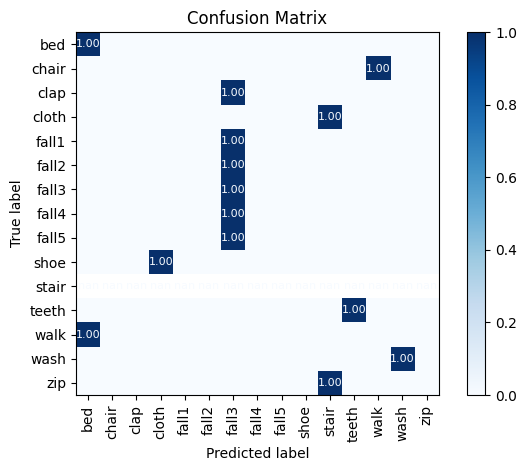 Confusion Matrix
bed 1.00
chair 1.00
clap 1.00
cloth 1.00
fall1 1.00
fall2 1.00
fall3 1.00
fall4 1.00
fall5 1.00
shoe 1.00
stair
teeth 1.00
walk 1.00
wash 1.00
zip 1.00
True label
bed chair clap cloth fall1 fall2 fall3 fall4 fall5 shoe stair teeth walk wash zip
Predicted label
1.0
0.8
0.6
0.4
0.2
0.0